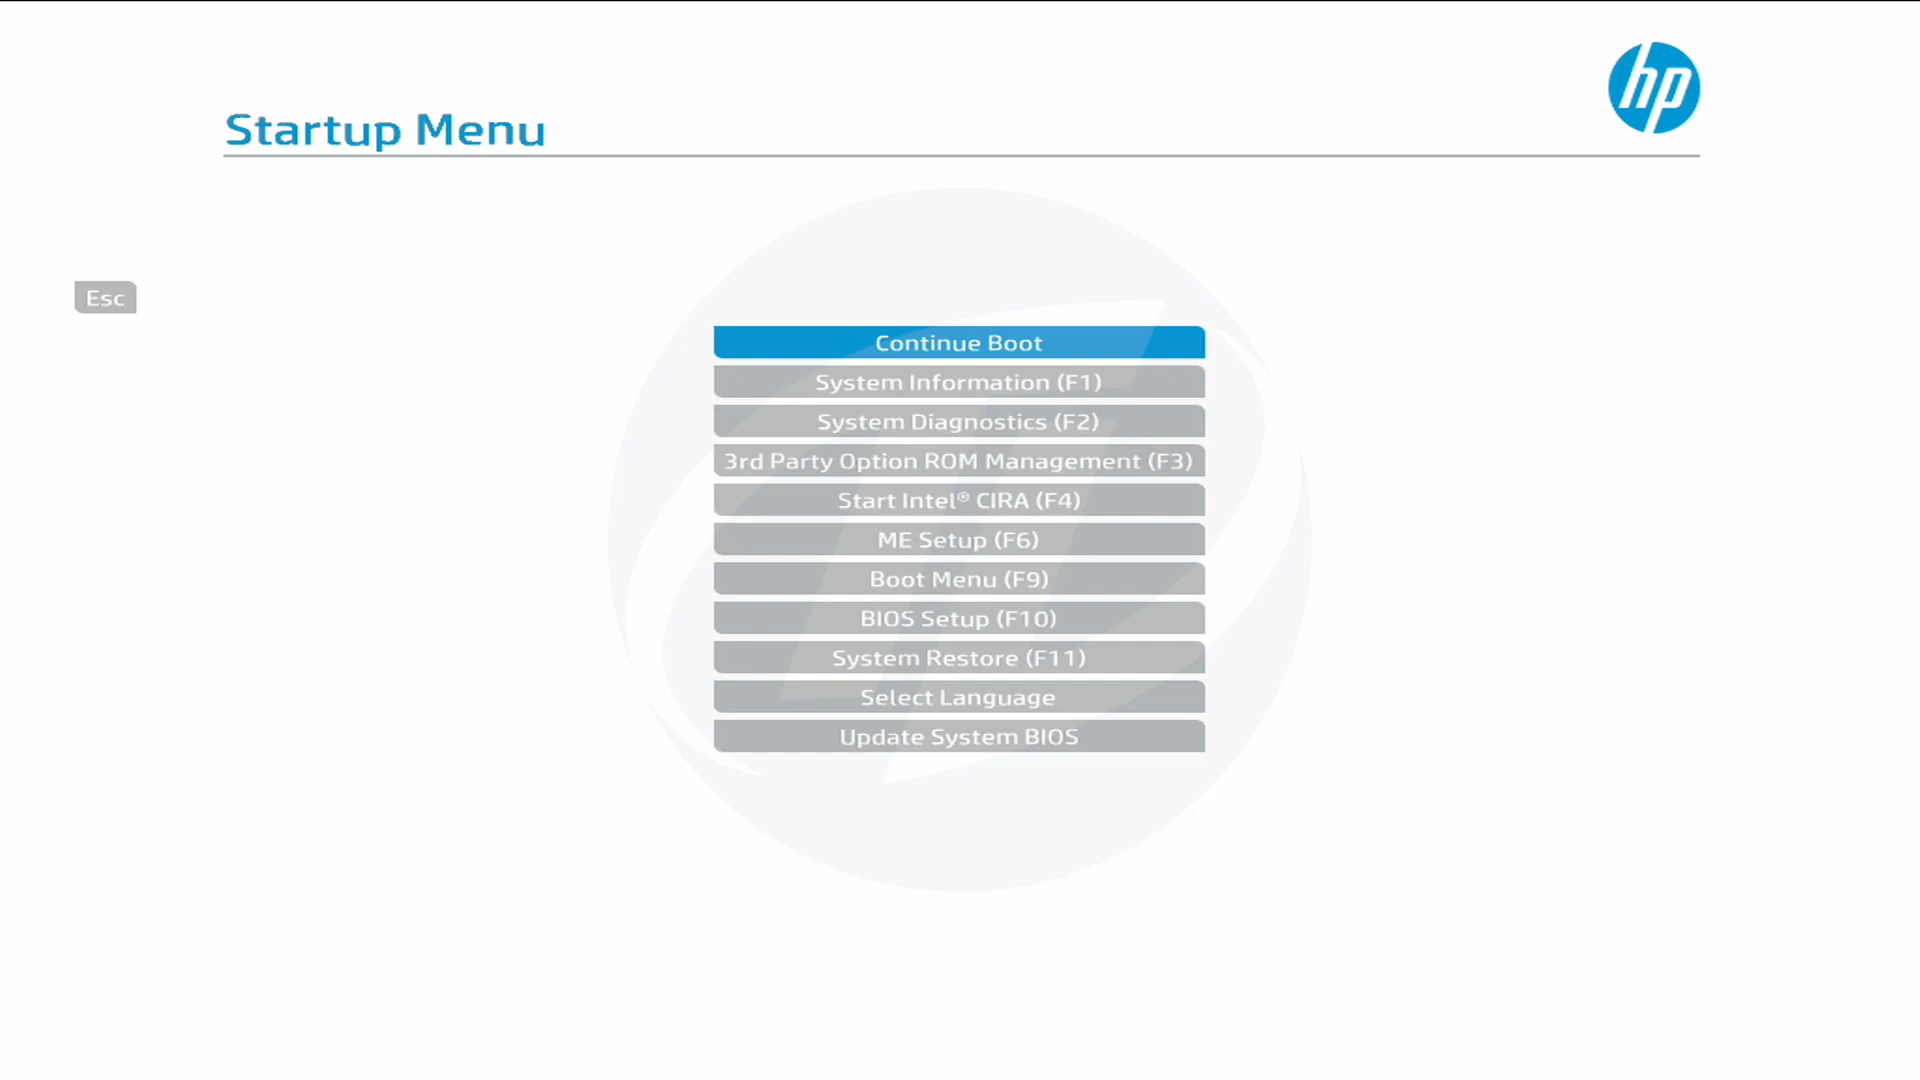 hp
Startup Menu
Esc
Continue Boot
System Information (F1)
System Diagnostics (F2)
3rd Party Option ROM Management (F3)
Start Intel® CIRA (F4)
ME Setup (F6)
Boot Menu (F9)
BIOS Setup (F10)
System Restore (F11)
Select Language
Update System BIOS